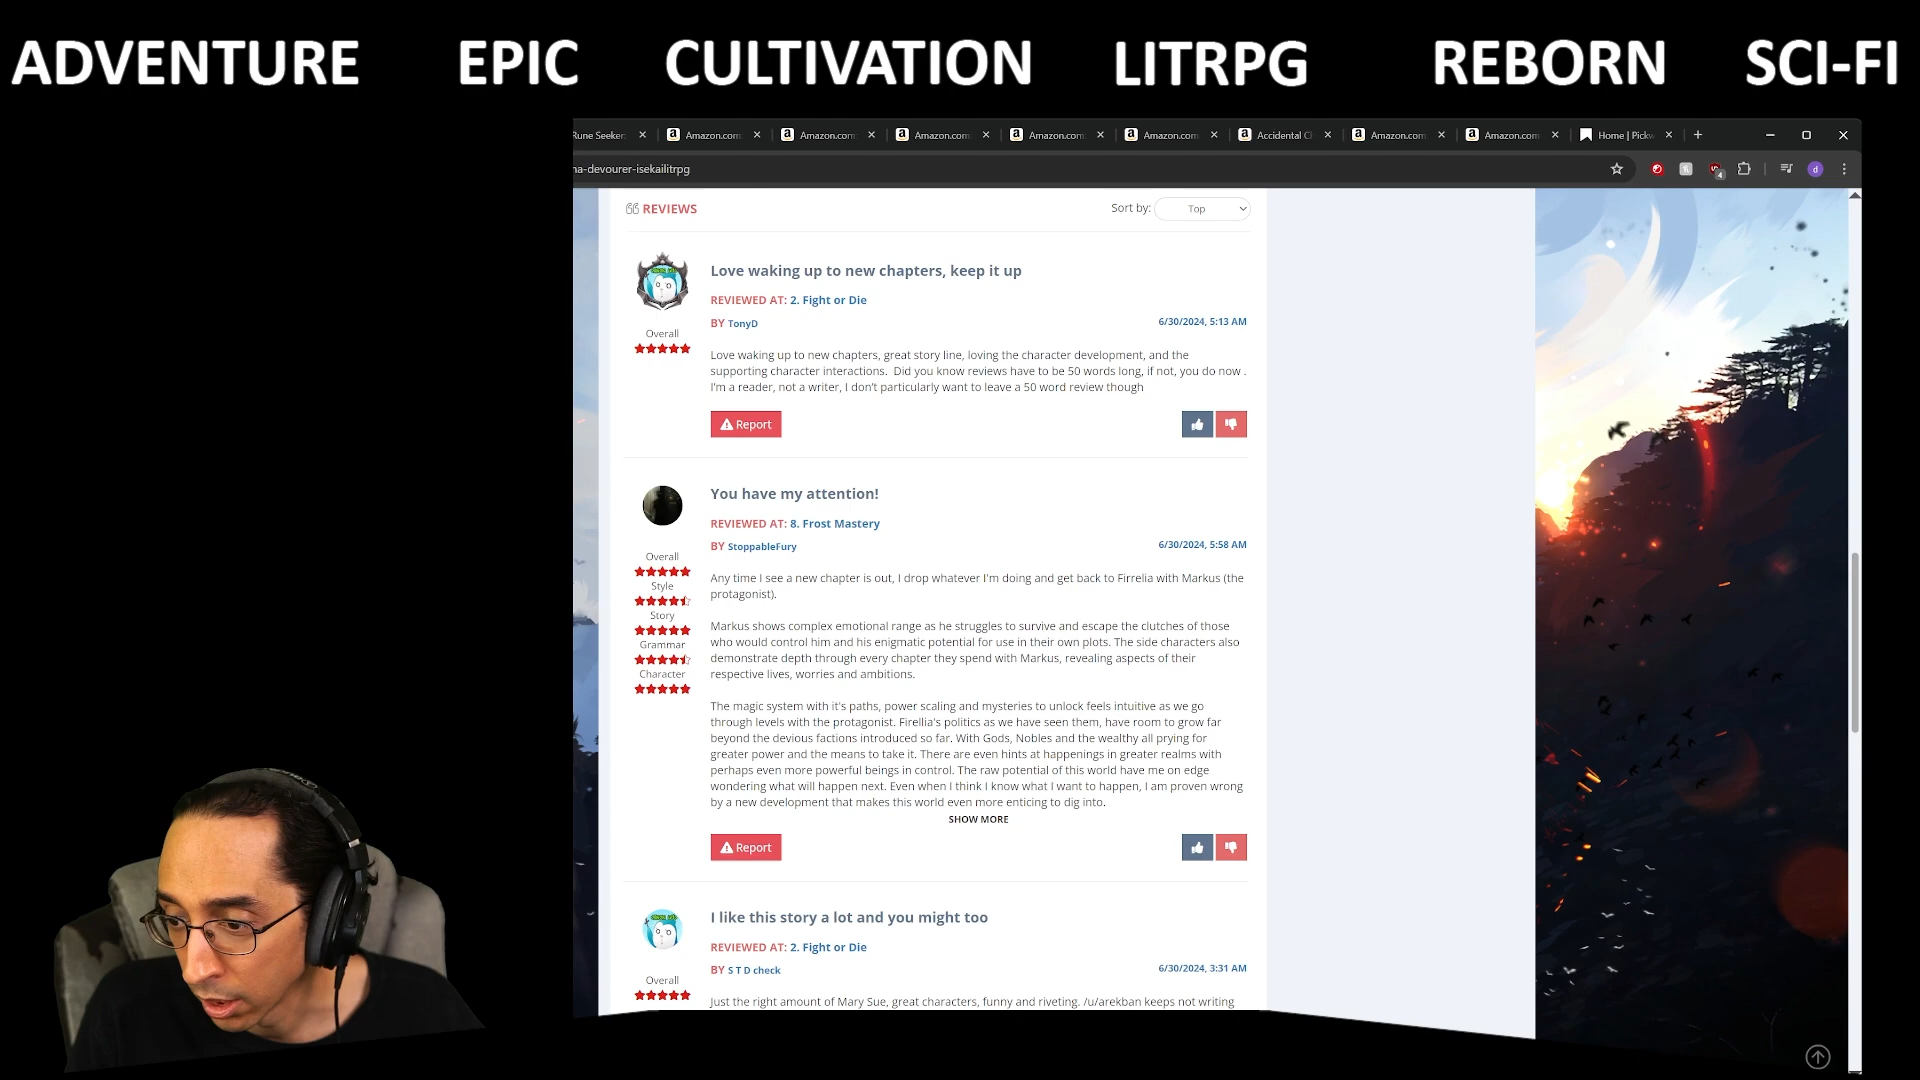 ADVENTURE EPIC CULTIVATION LITRPG REBORN SCI-FI
Rune Seeker: Amazon.com Amazon.com: Amazon.com: Amazon.com: Amazon.com Accidental C Amazon.com Amazon.com Home | Pickw
na-devourer-isekailitrpg
4 d
REVIEWS
Sort by: Top
Love waking up to new chapters, keep it up
REVIEWED AT: 2. Fight or Die
BY TonyD
6/30/2024, 5:13 AM
Overall
Love waking up to new chapters, great story line, loving the character development, and the
supporting character interactions. Did you know reviews have to be 50 words long, if not, you do now .
I'm a reader, not a writer, I don't particularly want to leave a 50 word review though
Report
You have my attention!
REVIEWED AT: 8. Frost Mastery
BY StoppableFury
6/30/2024, 5:58 AM
Overall
Style
Story
Grammar
Character
Any time I see a new chapter is out, I drop whatever I'm doing and get back to Firrelia with Markus (the
protagonist).
Markus shows complex emotional range as he struggles to survive and escape the clutches of those
who would control him and his enigmatic potential for use in their own plots. The side characters also
demonstrate depth through every chapter they spend with Markus, revealing aspects of their
respective lives, worries and ambitions.
The magic system with it's paths, power scaling and mysteries to unlock feels intuitive as we go
through levels with the protagonist. Firellia's politics as we have seen them, have room to grow far
beyond the devious factions introduced so far. With Gods, Nobles and the wealthy all prying for
greater power and the means to take it. There are even hints at happenings in greater realms with
perhaps even more powerful beings in control. The raw potential of this world have me on edge
wondering what will happen next. Even when I think I know what I want to happen, I am proven wrong
by a new development that makes this world even more enticing to dig into.
SHOW MORE
Report
I like this story a lot and you might too
REVIEWED AT: 2. Fight or Die
BY S T D check
6/30/2024, 3:31 AM
Overall
Just the right amount of Mary Sue, great characters, funny and riveting. /u/arekban keeps not writing